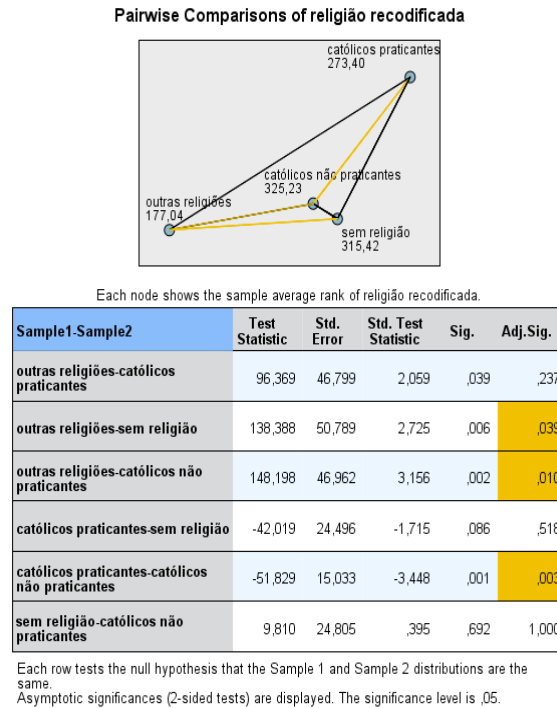 Pairwise Comparisons of religião recodificada
católicos praticantes
273,40
católicos não praticantes
325,23
outras religiões
177,04
sem religião
315,42
Each node shows the sample average rank of religião recodificada.
Sample1-Sample2 Test Statistic Std. Error Std. Test Statistic Sig. Adj.Sig.
outras religiões-católicos praticantes 96,369 46,799 2,059 ,039 ,237
outras religiões-sem religião 138,388 50,789 2,725 ,006 ,039
outras religiões-católicos não praticantes 148,198 46,962 3,156 ,002 ,010
católicos praticantes-sem religião -42,019 24,496 -1,715 ,086 ,518
católicos praticantes-católicos não praticantes -51,829 15,033 -3,448 ,001 ,003
sem religião-católicos não praticantes 9,810 24,805 ,395 ,692 1,000
Each row tests the null hypothesis that the Sample 1 and Sample 2 distributions are the
same.
Asymptotic significances (2-sided tests) are displayed. The significance level is ,05.